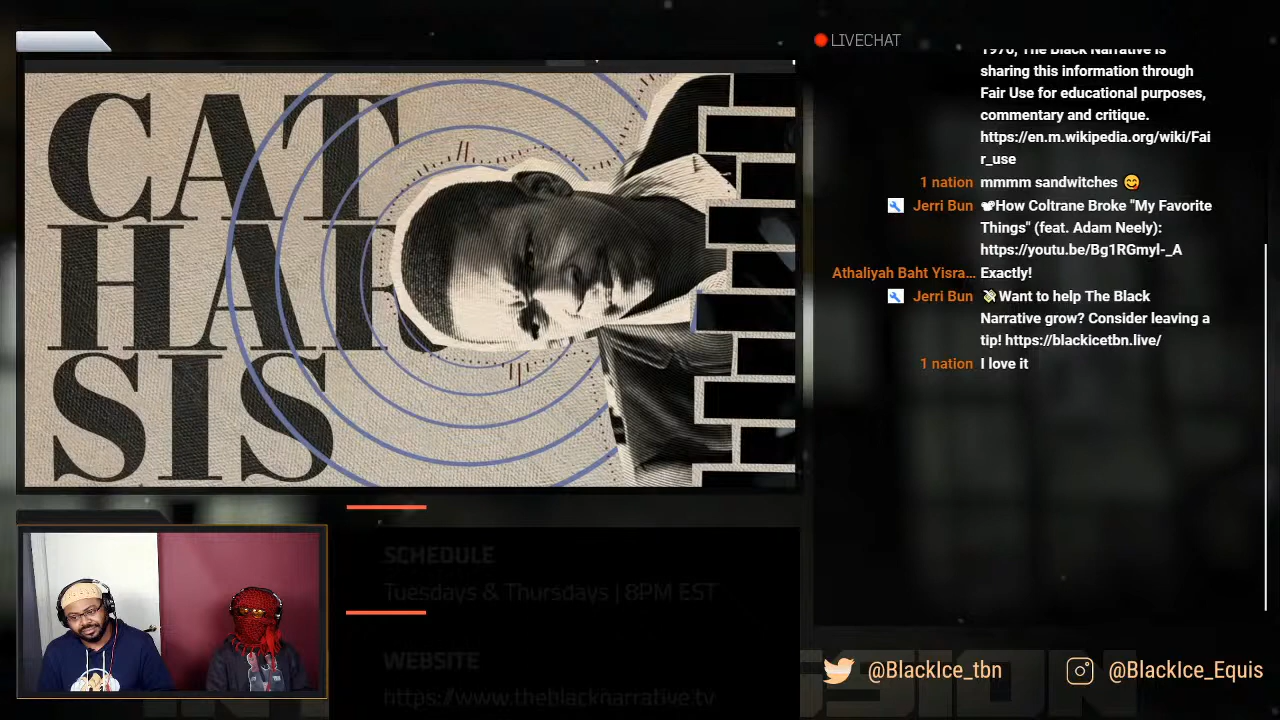 LIVECHAT
CAT
HAR
SIS
1976, The Black Narrative is
sharing this information through
Fair Use for educational purposes,
commentary and critique.
https://en.m.wikipedia.org/wiki/Fai
r_use
1 nation mmmm sandwitches 😋
Jerri Bun 📽How Coltrane Broke "My Favorite
Things" (feat. Adam Neely):
https://youtu.be/Bg1RGmyl-_A
Athaliyah Baht Yisra… Exactly!
Jerri Bun 💸Want to help The Black
Narrative grow? Consider leaving a
tip! https://blackicetbn.live/
1 nation I love it
SCHEDULE
Tuesdays & Thursdays | 8PM EST
WEBSITE
https://www.theblacknarrative.tv
@BlackIce_tbn
@BlackIce_Equis